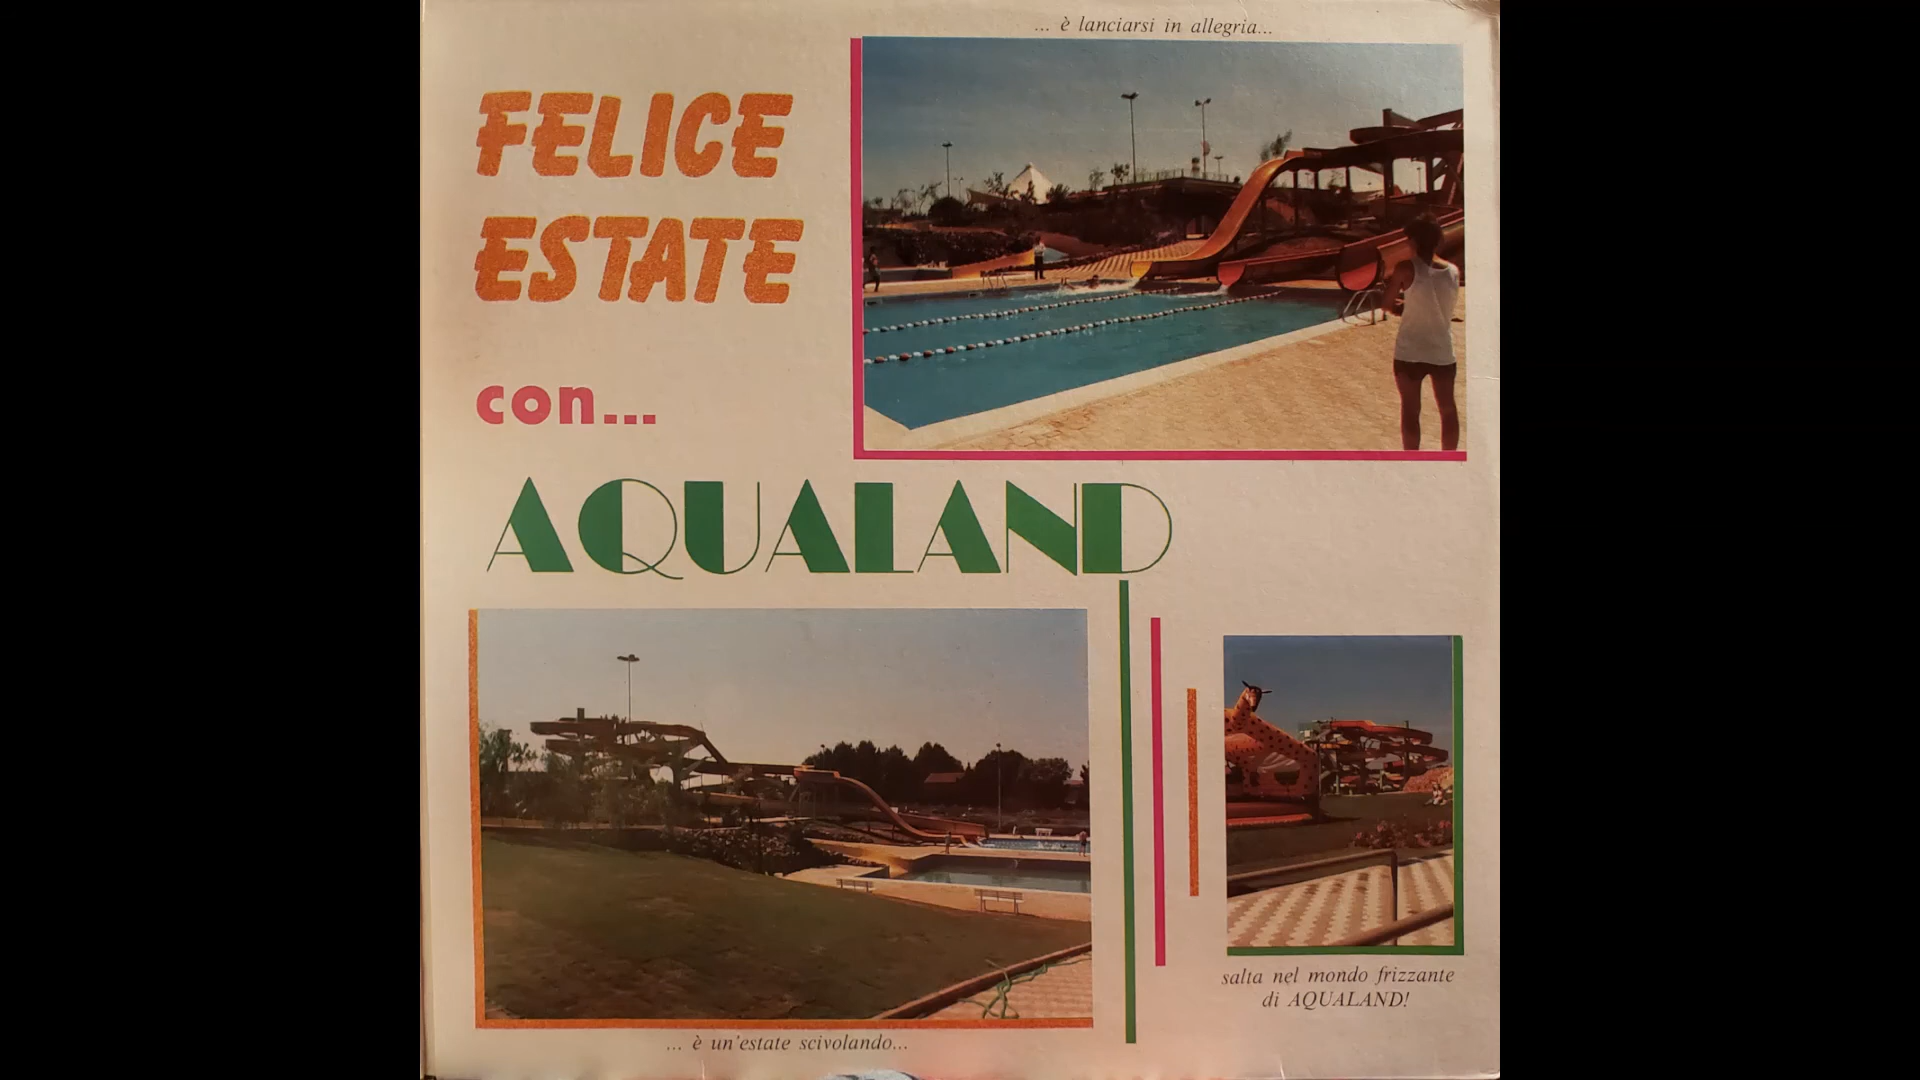 ... è lanciarsi in allegria...
FELICE
ESTATE
con...
AQUALAND
... è un'estate scivolando...
salta nel mondo frizzante
di AQUALAND!